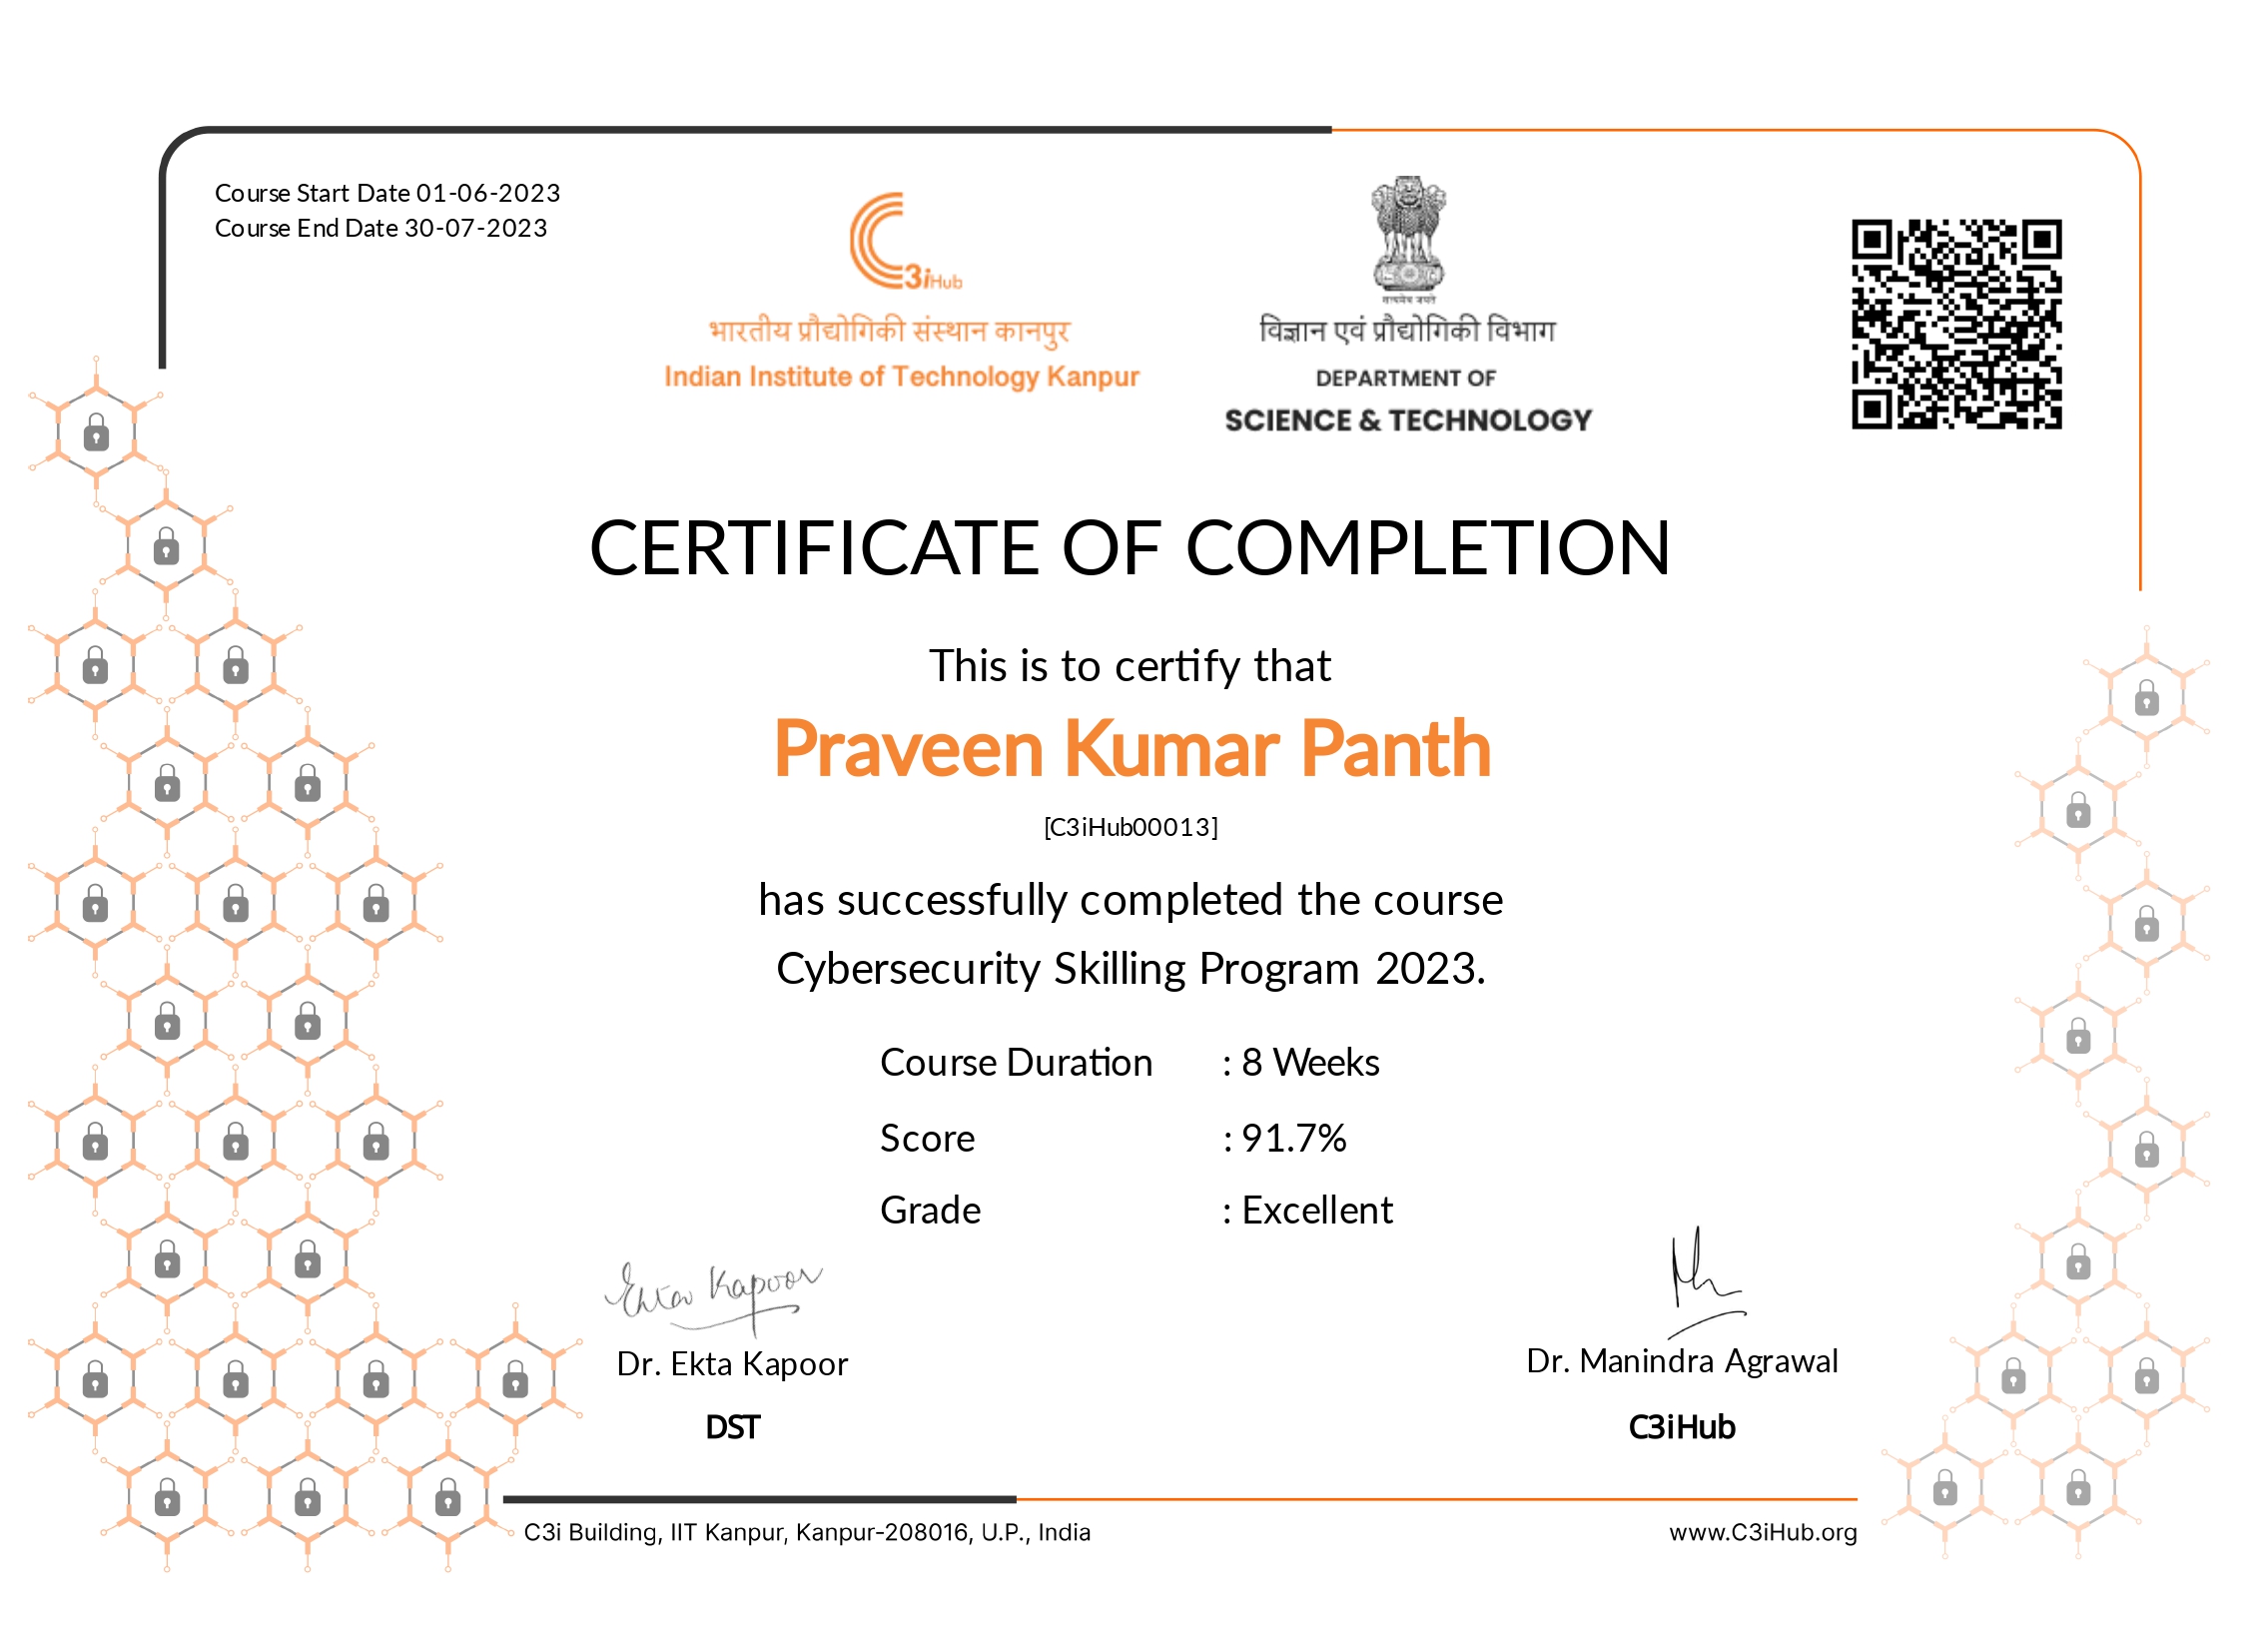 Course Start Date 01-06-2023
Course End Date 30-07-2023
3iHub
भारतीय प्रौद्योगिकी संस्थान कानपुर
Indian Institute of Technology Kanpur
सत्यमेव जयते
विज्ञान एवं प्रौद्योगिकी विभाग
DEPARTMENT OF
SCIENCE & TECHNOLOGY
CERTIFICATE OF COMPLETION
This is to certify that
Praveen Kumar Panth
[C3iHub00013]
has successfully completed the course
Cybersecurity Skilling Program 2023.
Course Duration : 8 Weeks
Score : 91.7%
Grade : Excellent
Ekta Kapoor
Dr. Ekta Kapoor
DST
Dr. Manindra Agrawal
C3iHub
C3i Building, IIT Kanpur, Kanpur-208016, U.P., India
www.C3iHub.org